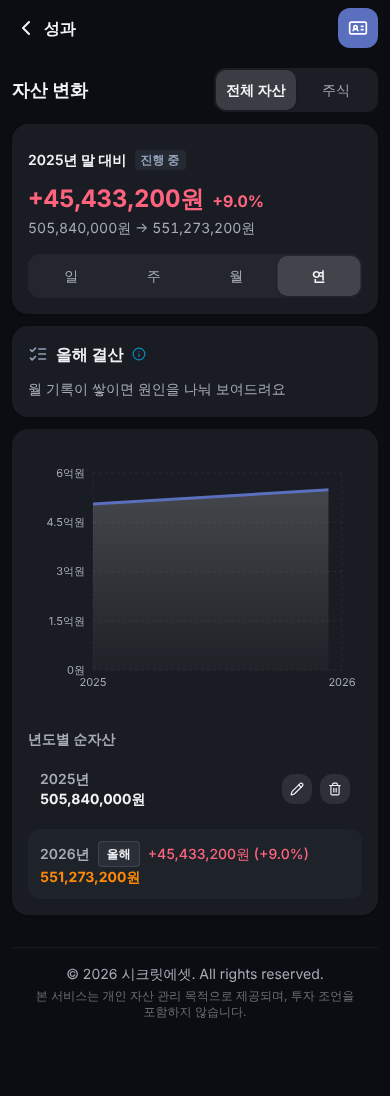 성과
자산 변화
전체 자산 주식
2025년 말 대비 진행 중
+45,433,200원 +9.0%
505,840,000원 → 551,273,200원
일 주 월 연
올해 결산
월 기록이 쌓이면 원인을 나눠 보여드려요
6억원
4.5억원
3억원
1.5억원
0원
2025 2026
년도별 순자산
2025년
505,840,000원
2026년 올해 +45,433,200원 (+9.0%)
551,273,200원
© 2026 시크릿에셋. All rights reserved.
본 서비스는 개인 자산 관리 목적으로 제공되며, 투자 조언을
포함하지 않습니다.